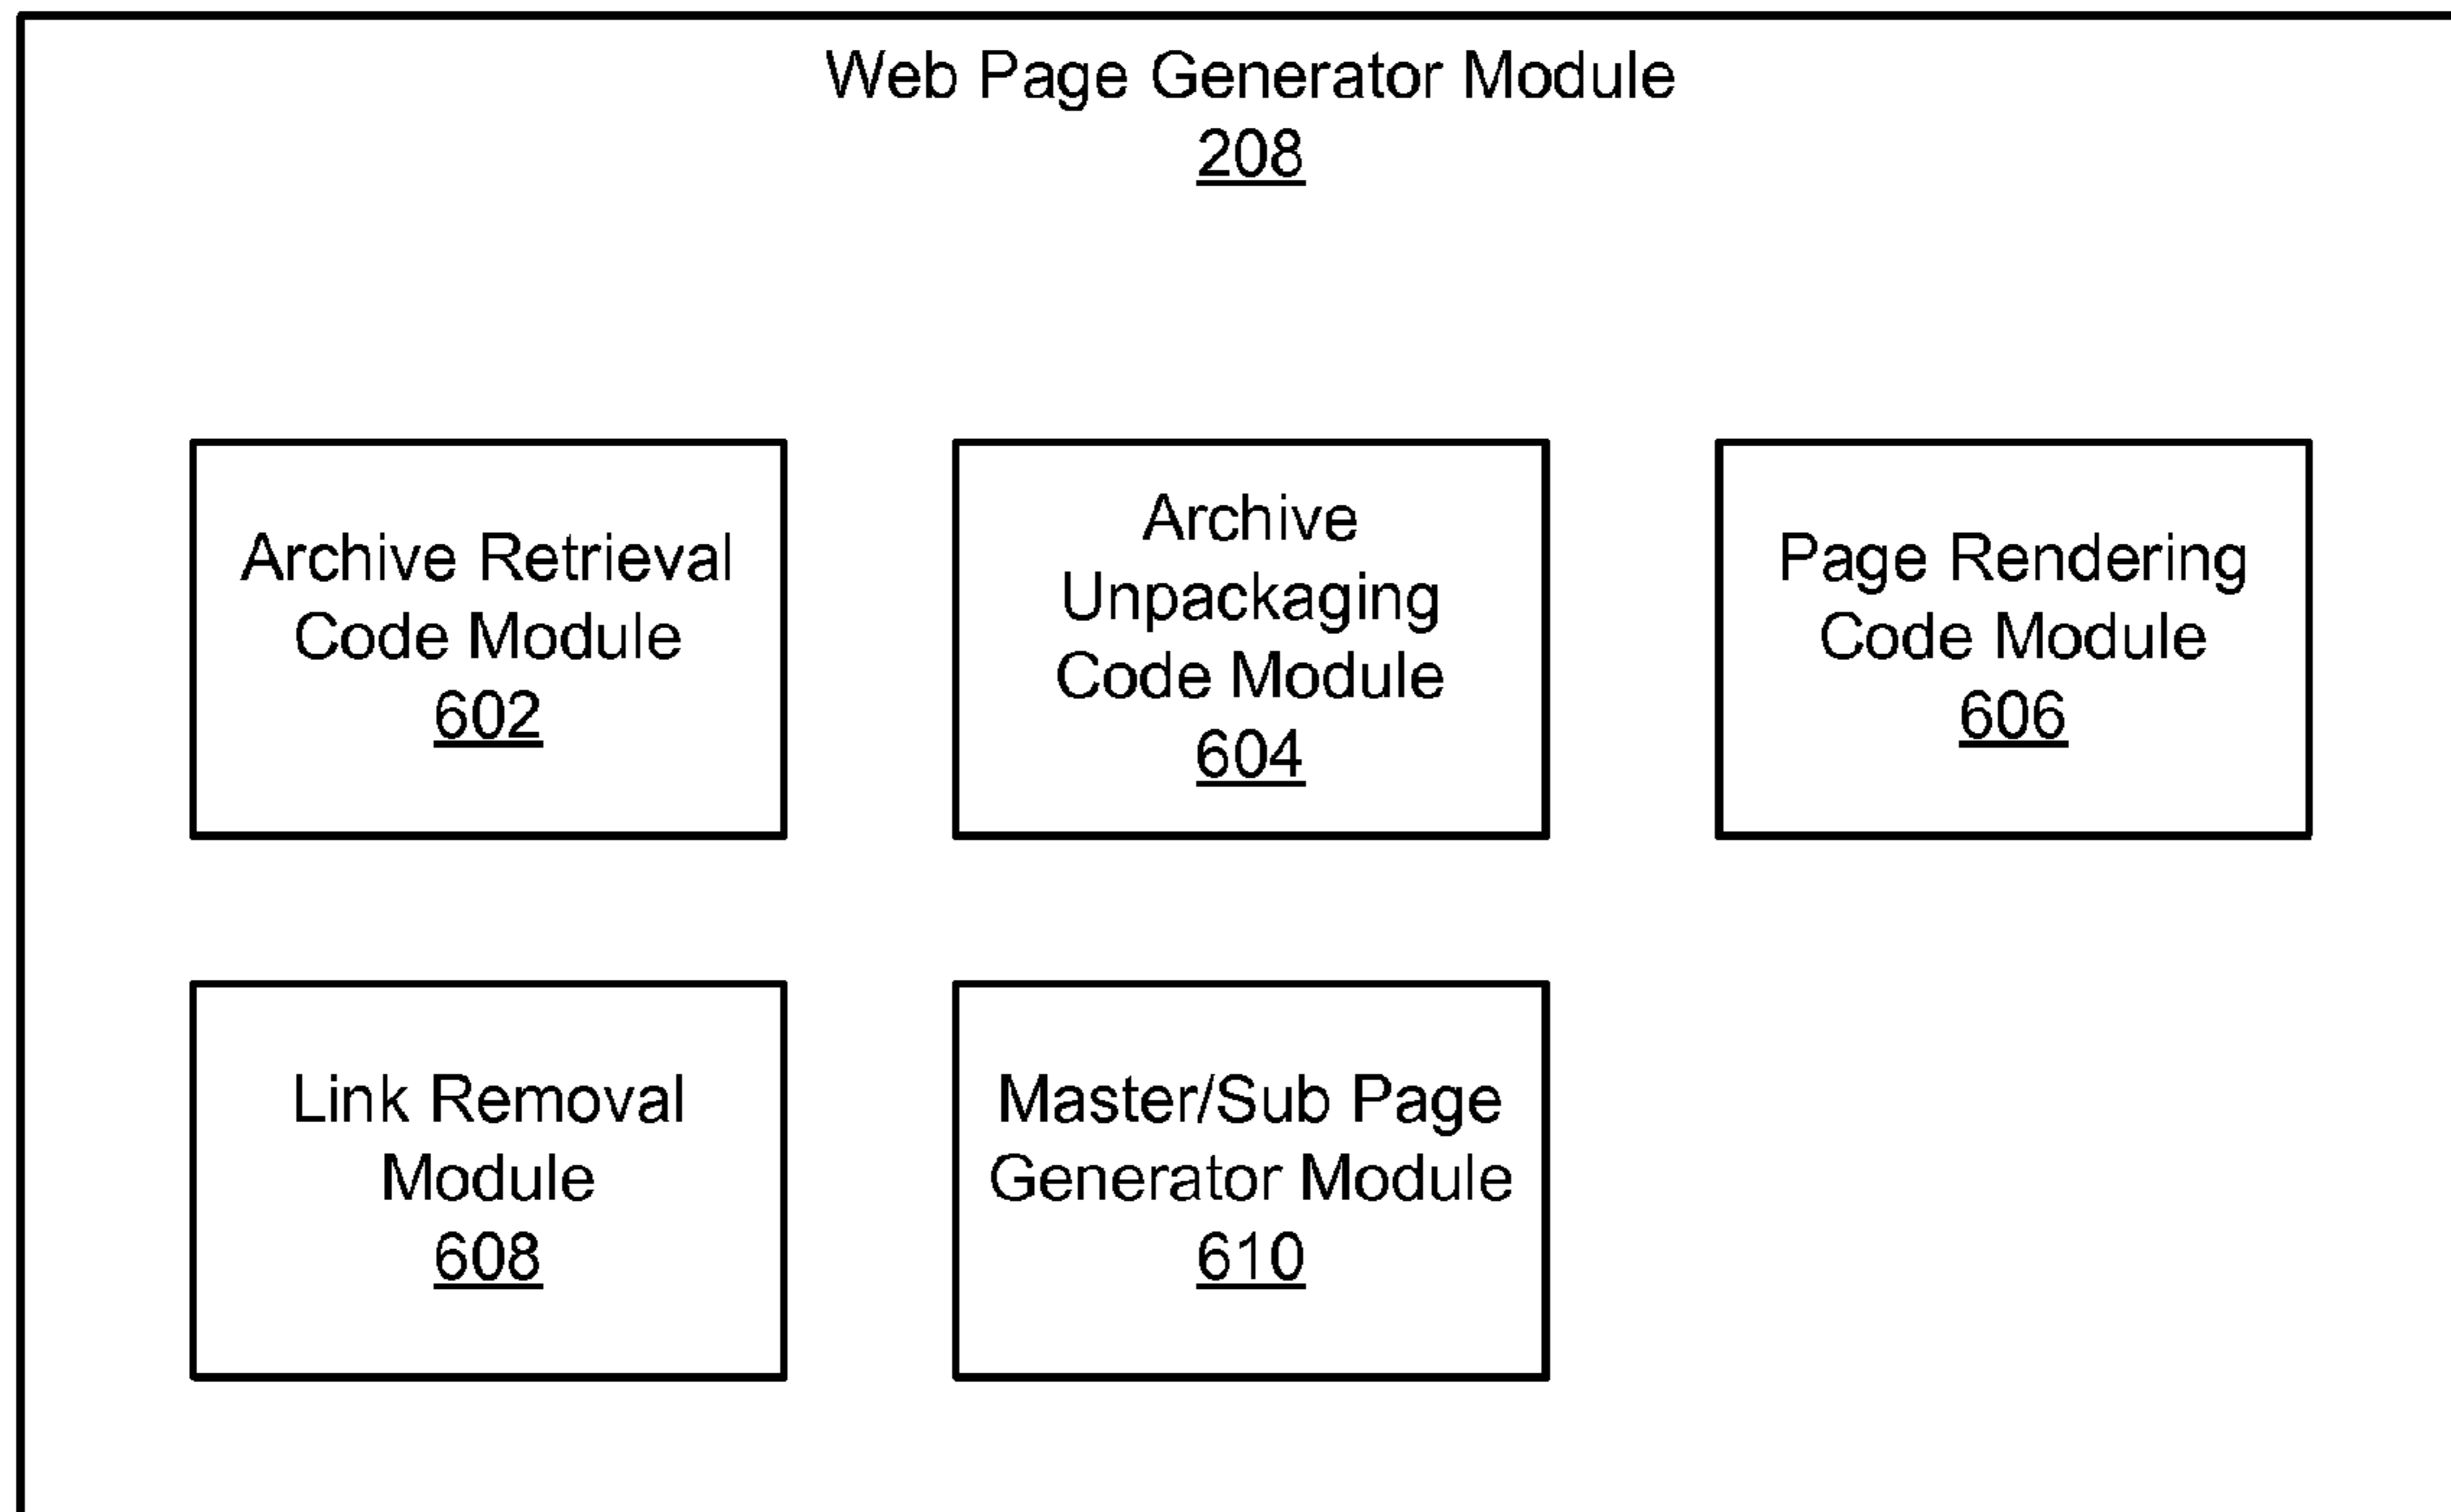 Web Page Generator Module
208
Archive Retrieval
Code Module
602
Archive
Unpackaging
Code Module
604
Page Rendering
Code Module
606
Link Removal
Module
608
Master/Sub Page
Generator Module
610